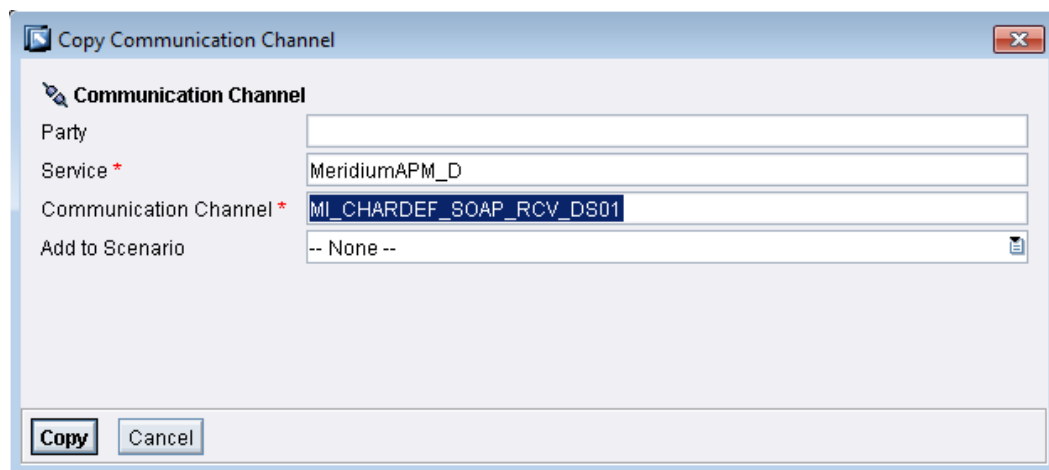 Copy Communication Channel
Communication Channel
Party
Service * MeridiumAPM_D
Communication Channel * MI_CHARDEF_SOAP_RCV_DS01
Add to Scenario -- None --
Copy Cancel